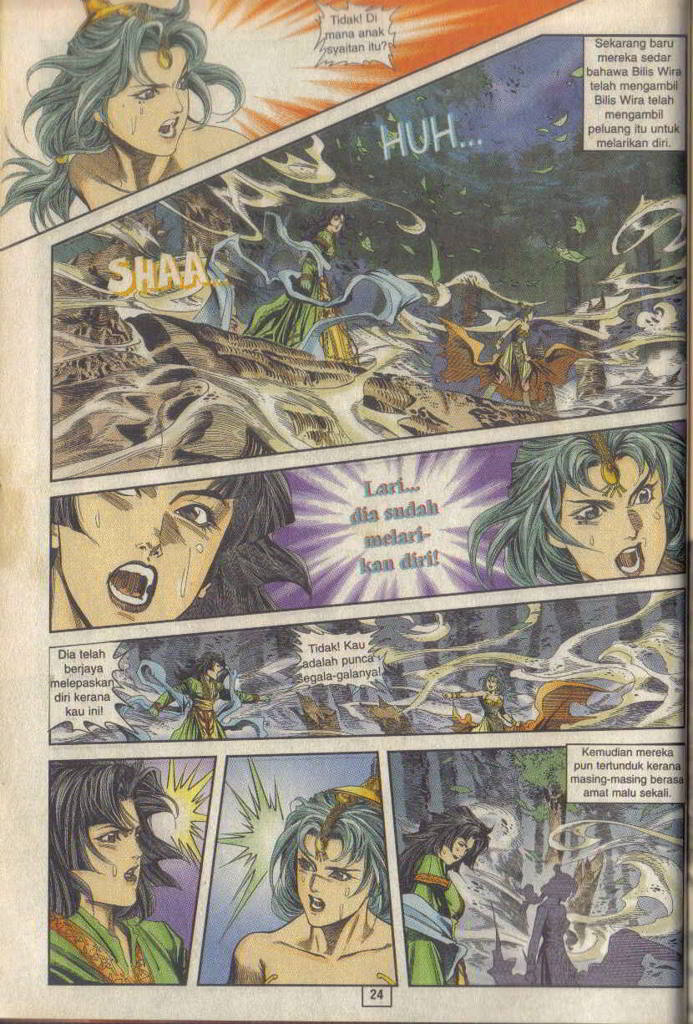 Tidak! Di
mana anak
syaitan itu?
Sekarang baru
mereka sedar
bahawa Bilis Wira
telah mengambil
Bilis Wira telah
mengambil
peluang itu untuk
melarikan diri.
HUH...
SHAA...
Lari...
dia sudah
melari-
kan diri!
Dia telah
berjaya
melepaskan
diri kerana
kau ini!
Tidak! Kau
adalah punca
segala-galanya!
Kemudian mereka
pun tertunduk kerana
masing-masing berasa
amat malu sekali.
24